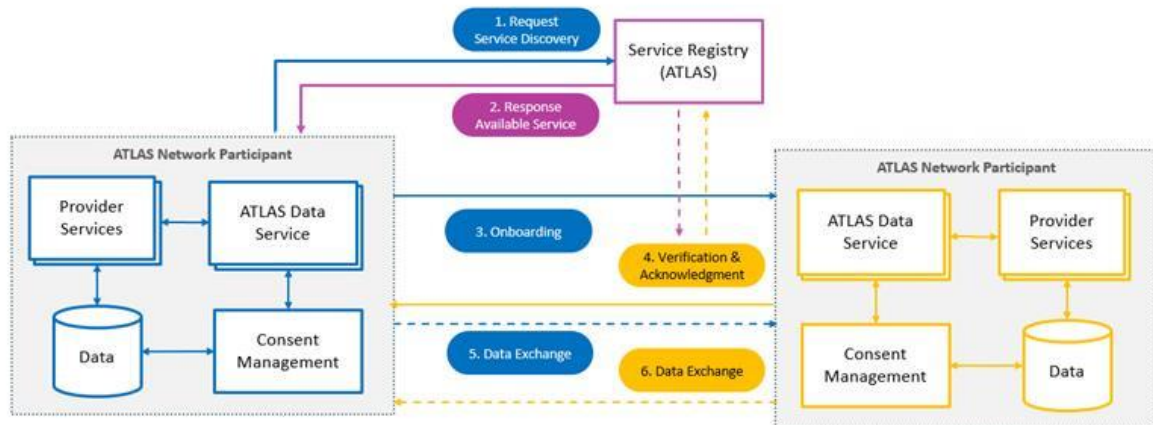 1. Request
Service Discovery
Service Registry
(ATLAS)
2. Response
Available Service
ATLAS Network Participant
Provider
Services
ATLAS Data
Service
Data
Consent
Management
3. Onboarding
4. Verification &
Acknowledgment
5. Data Exchange
6. Data Exchange
ATLAS Network Participant
ATLAS Data
Service
Provider
Services
Consent
Management
Data